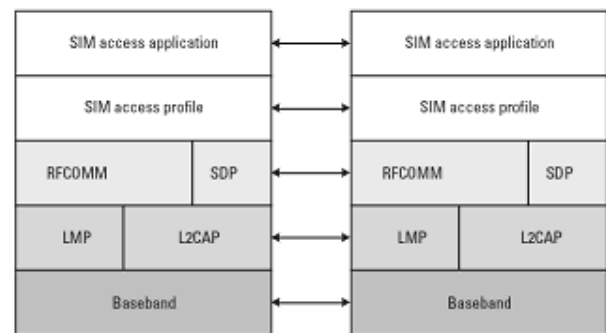 SIM access application SIM access application
SIM access profile SIM access profile
RFCOMM SDP RFCOMM SDP
LMP L2CAP LMP L2CAP
Baseband Baseband